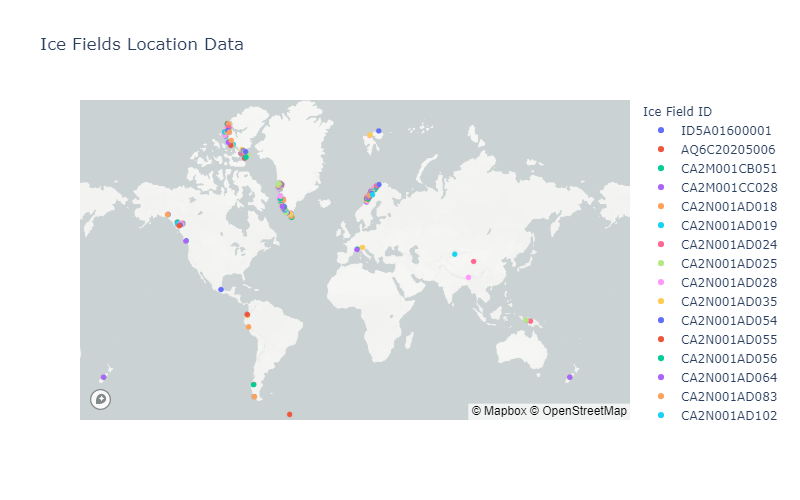 Ice Fields Location Data
Ice Field ID
ID5A01600001
AQ6C20205006
CA2M001CB051
CA2M001CC028
CA2N001AD018
CA2N001AD019
CA2N001AD024
CA2N001AD025
CA2N001AD028
CA2N001AD035
CA2N001AD054
CA2N001AD055
CA2N001AD056
CA2N001AD064
CA2N001AD083
CA2N001AD102
© Mapbox © OpenStreetMap